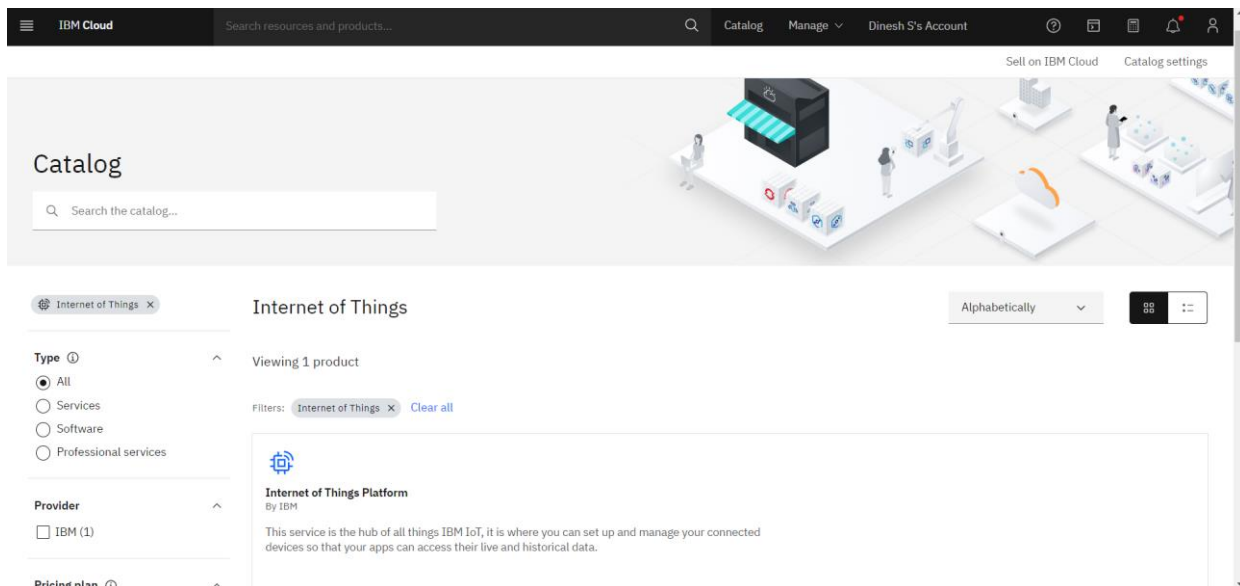 IBM Cloud
Search resources and products...
Catalog
Manage
Dinesh S's Account
Sell on IBM Cloud
Catalog settings
Catalog
Search the catalog...
Internet of Things
Internet of Things
Alphabetically
Type
All
Services
Software
Professional services
Viewing 1 product
Filters: Internet of Things Clear all
Internet of Things Platform
By IBM
This service is the hub of all things IBM IoT, it is where you can set up and manage your connected
devices so that your apps can access their live and historical data.
Provider
IBM (1)
Pricing plan